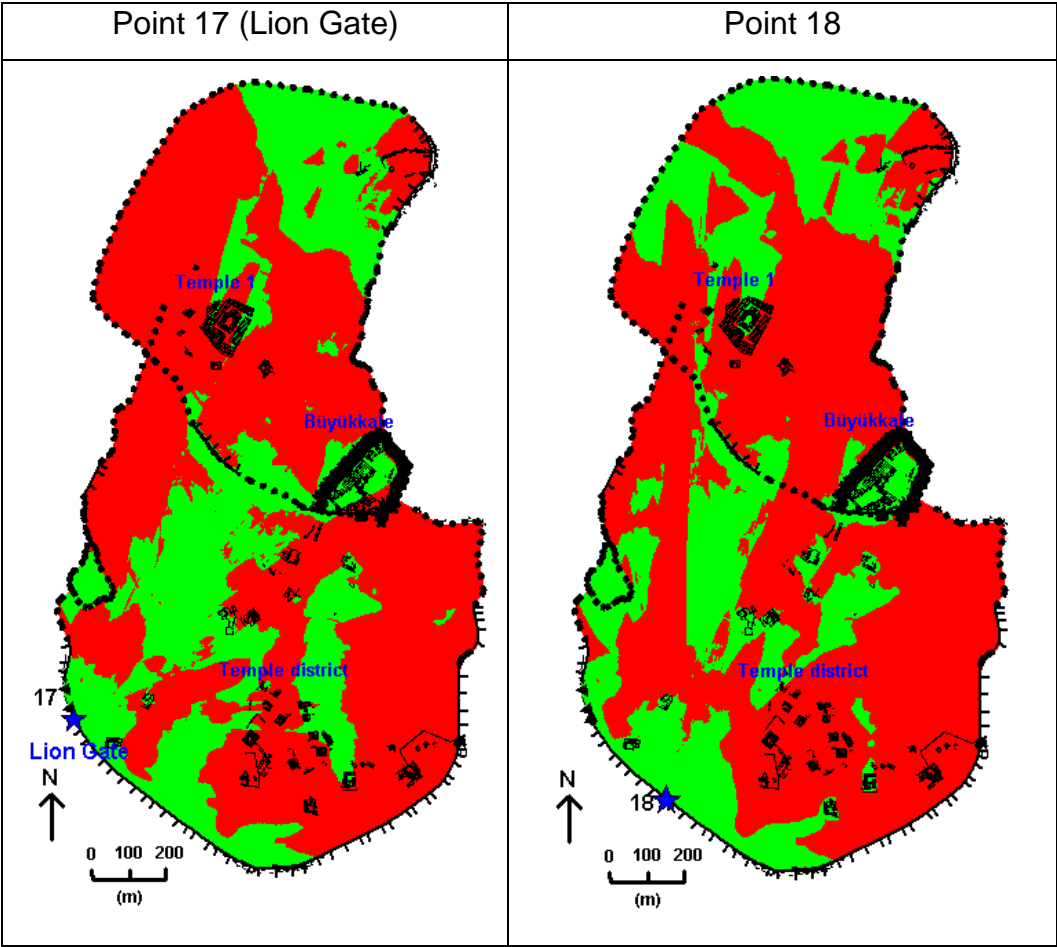 Point 17 (Lion Gate)
Temple 1
Büyükkale
Temple district
17
Lion Gate
N
0 100 200
(m)
Point 18
Temple 1
Büyükkale
Temple district
18
N
0 100 200
(m)